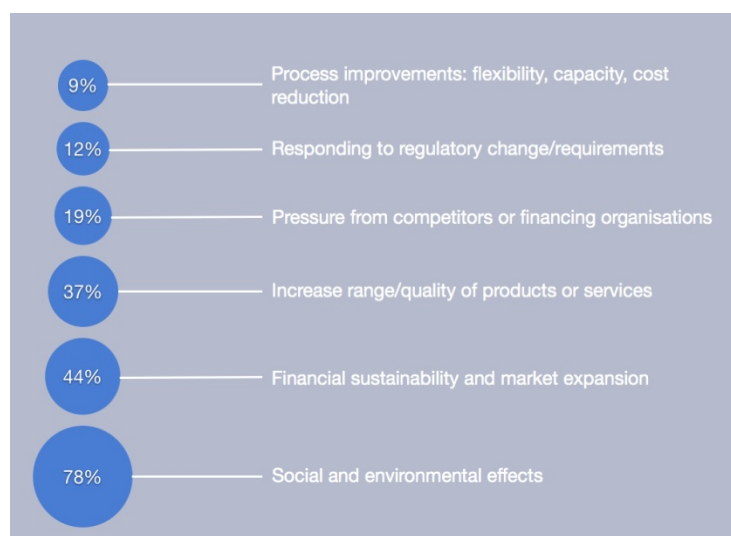 9%
Process improvements: flexibility, capacity, cost
reduction
12%
Responding to regulatory change/requirements
19%
Pressure from competitors or financing organisations
37%
Increase range/quality of products or services
44%
Financial sustainability and market expansion
78%
Social and environmental effects